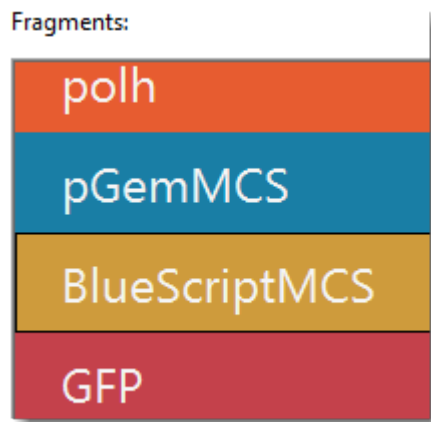 Fragments:
polh
pGemMCS
BlueScriptMCS
GFP